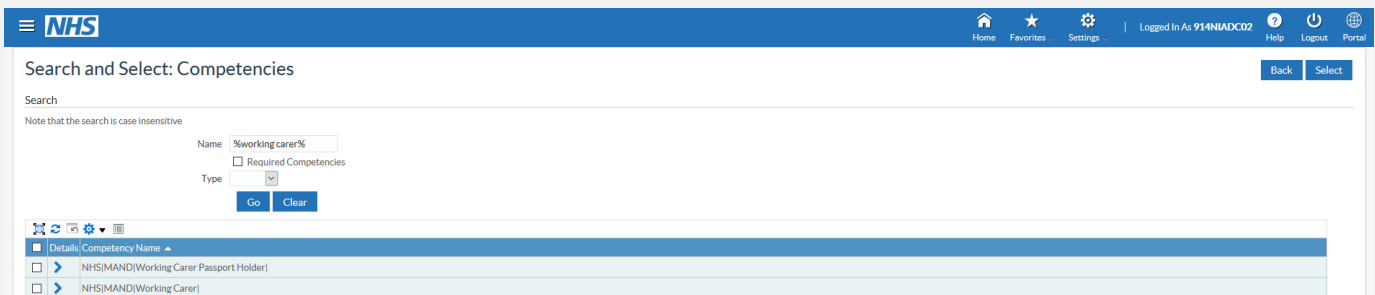 NHS
Home Favorites Settings | Logged In As 914NIADC02 Help Logout Portal
Search and Select: Competencies
Back Select
Search
Note that the search is case insensitive
Name %working carer%
Required Competencies
Type
Go Clear
Details Competency Name
NHS|MAND|Working Carer Passport Holder|
NHS|MAND|Working Carer|